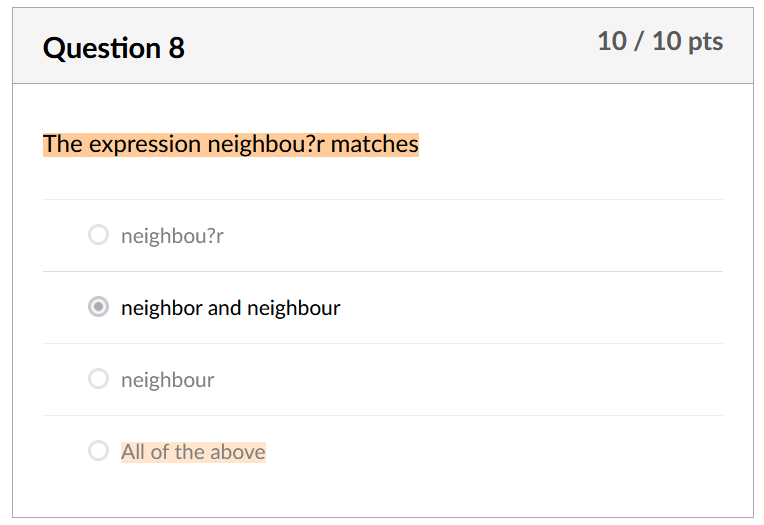 Question 8
10 / 10 pts
The expression neighbou?r matches
neighbou?r
neighbor and neighbour
neighbour
All of the above